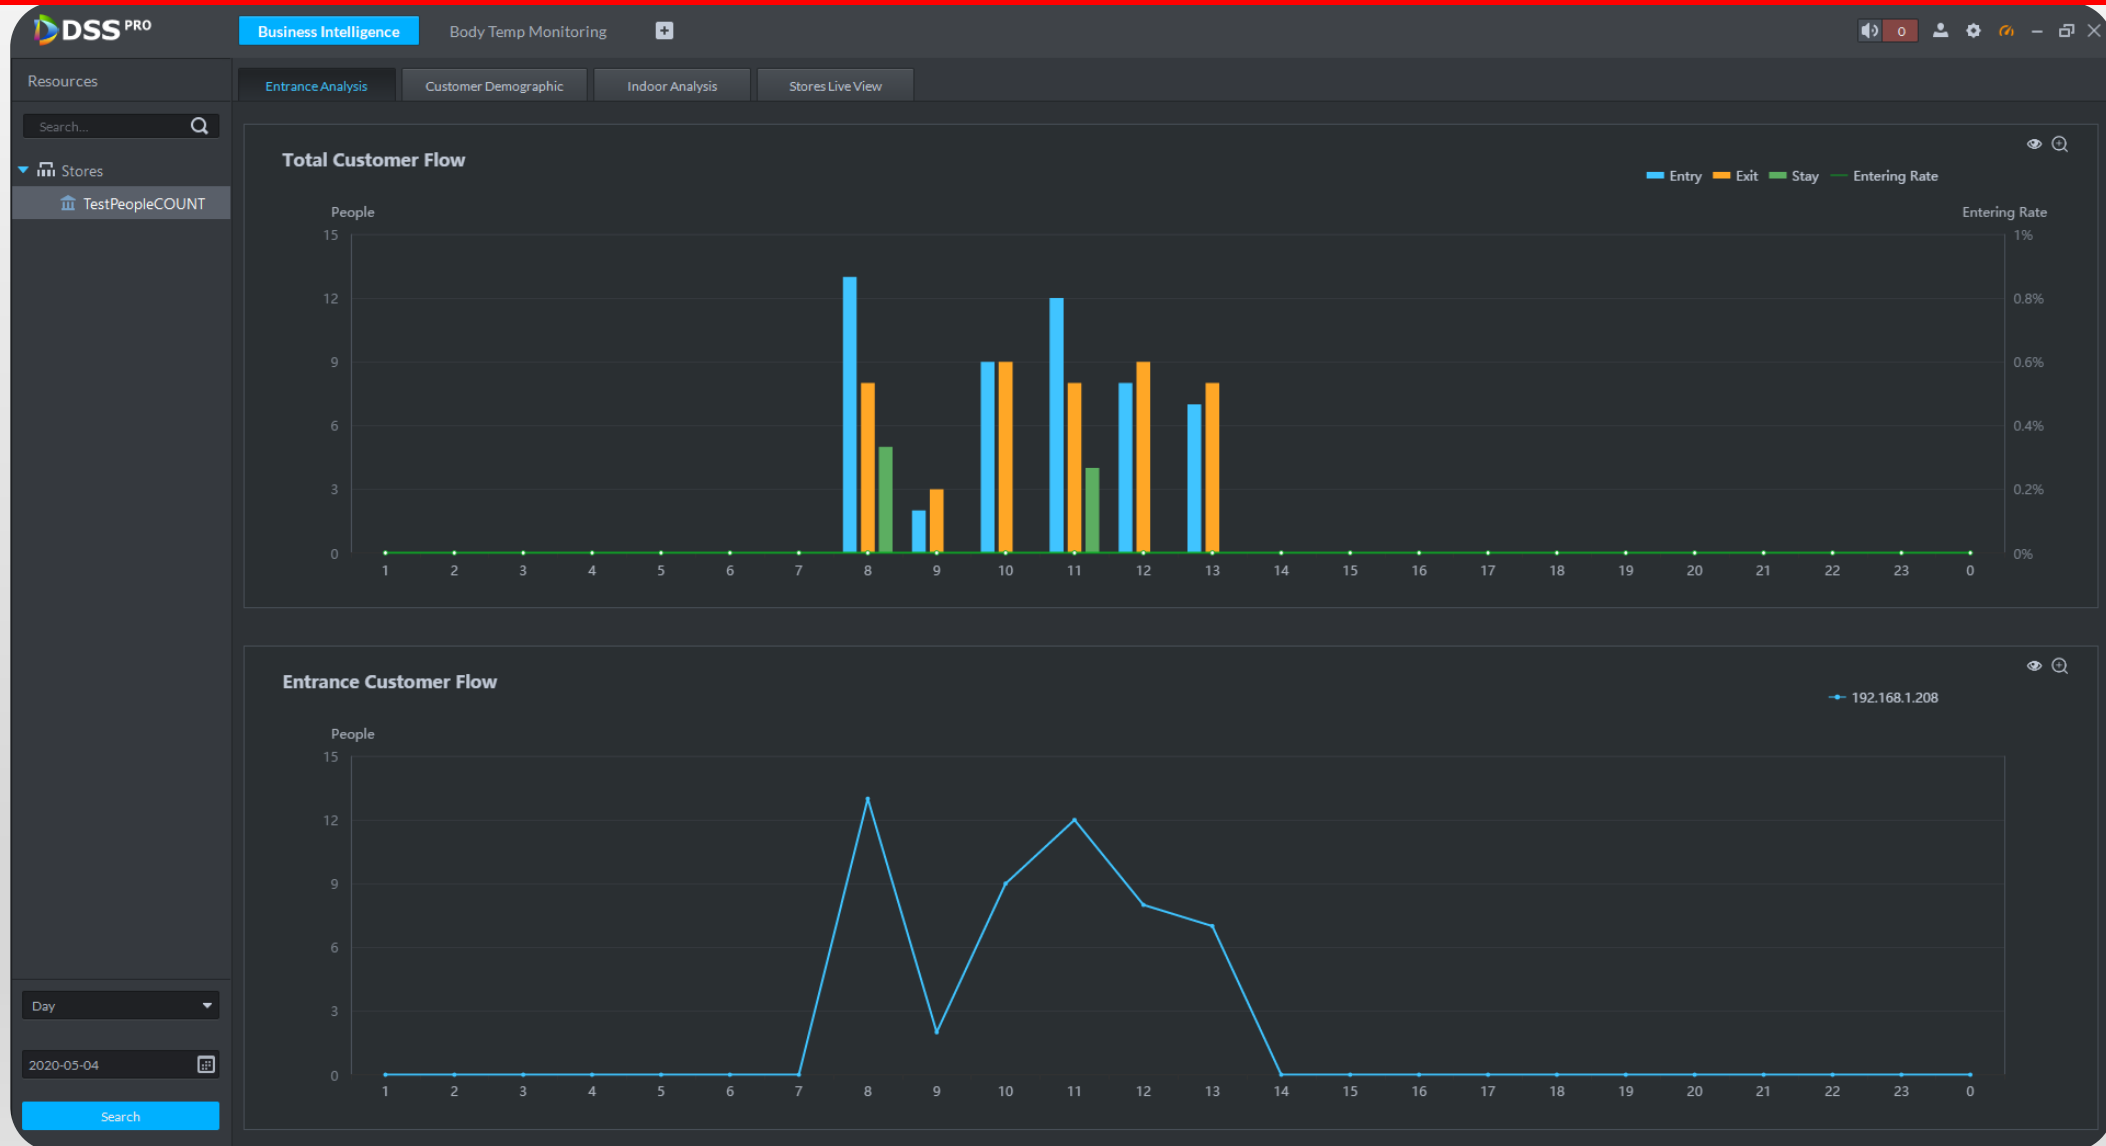 DSS PRO
Business Intelligence
Body Temp Monitoring
0
Resources
Entrance Analysis
Customer Demographic
Indoor Analysis
Stores Live View
Search...
Stores
TestPeopleCOUNT
Total Customer Flow
Entry Exit Stay Entering Rate
People
Entering Rate
15 1%
12 0.8%
9 0.6%
6 0.4%
3 0.2%
0 0%
1 2 3 4 5 6 7 8 9 10 11 12 13 14 15 16 17 18 19 20 21 22 23 0
Entrance Customer Flow
192.168.1.208
People
15
12
9
6
3
0
1 2 3 4 5 6 7 8 9 10 11 12 13 14 15 16 17 18 19 20 21 22 23 0
Day
2020-05-04
Search